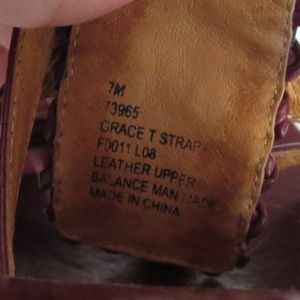 7M
73965
GRACE T STRAP
F0011 L08
LEATHER UPPER
BALANCE MAN MADE
MADE IN CHINA